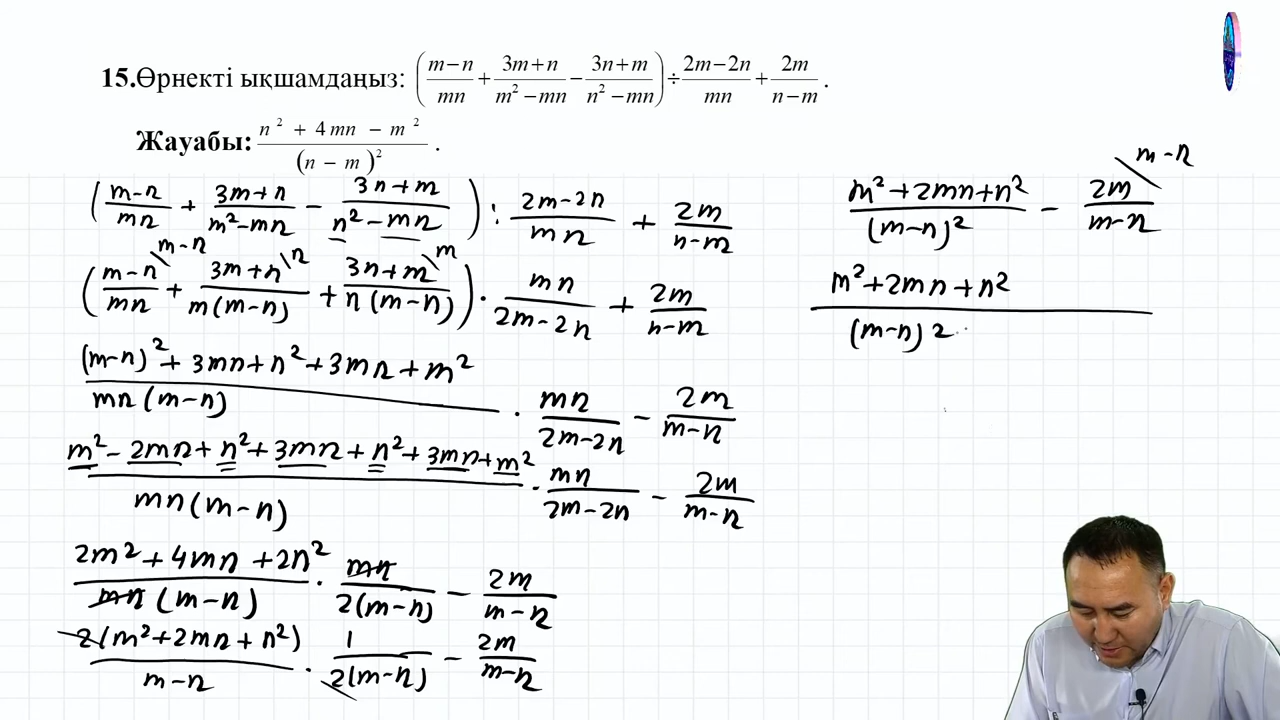 15.Өрнекті ықшамдаңыз: ((m−n)/(mn) + (3m+n)/(m²−mn) − (3n+m)/(n²−mn)) ÷ (2m−2n)/(mn) + (2m)/(n−m).
Жауабы: (n² + 4mn − m²)/(n − m)².
((m-n)/(mn) + (3m+n)/(m²-mn) − (3n+m)/(n²-mn)) : (2m-2n)/(mn) + (2m)/(n-m)
m-n n m
((m-n)/(mn) + (3m+n)/(m(m-n)) + (3n+m)/(n(m-n))) · (mn)/(2m-2n) + (2m)/(n-m)
((m-n)²+3mn+n²+3mn+m²)/(mn(m-n)) · (mn)/(2m-2n) − (2m)/(m-n)
(m²-2mn+n²+3mn+n²+3mn+m²)/(mn(m-n)) · (mn)/(2m-2n) − (2m)/(m-n)
(2m²+4mn+2n²)/(mn(m-n)) · (mn)/(2(m-n)) − (2m)/(m-n)
(2(m²+2mn+n²))/(m-n) · 1/(2(m-n)) − (2m)/(m-n)
m-n
(m²+2mn+n²)/(m-n)² − (2m)/(m-n)
(m²+2mn+n²)/(m-n)2